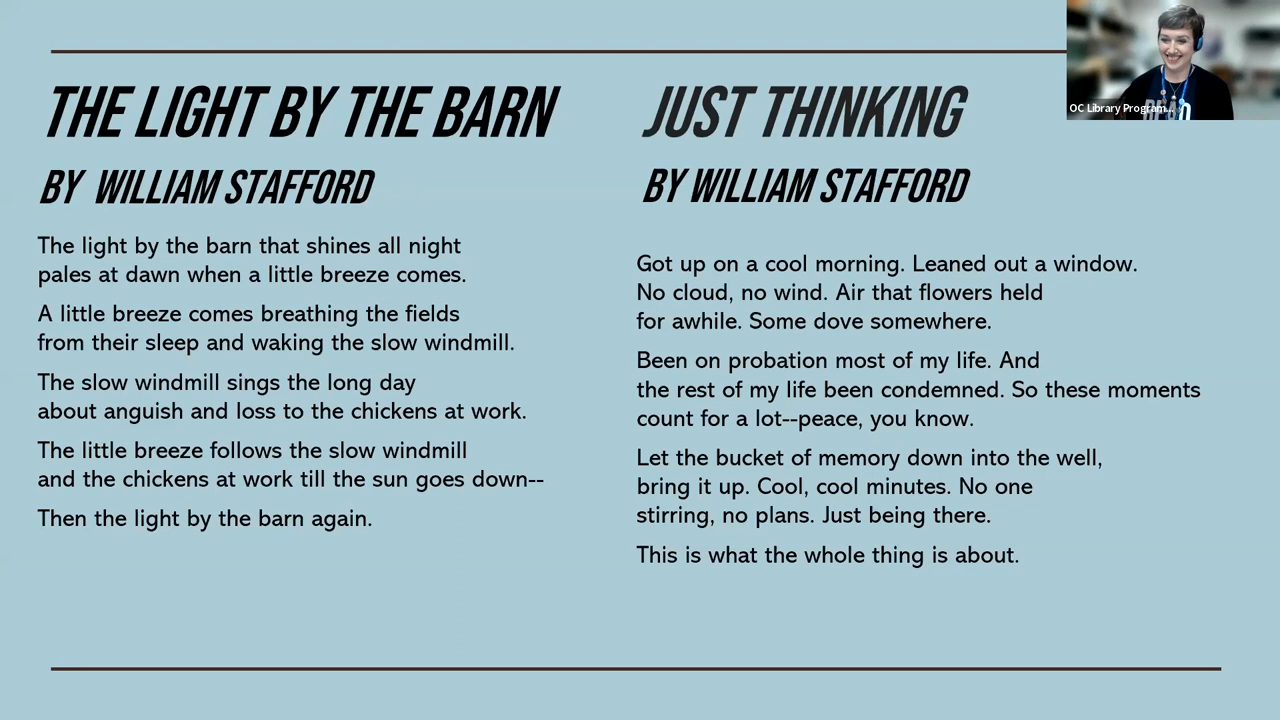 THE LIGHT BY THE BARN
BY WILLIAM STAFFORD
The light by the barn that shines all night
pales at dawn when a little breeze comes.
A little breeze comes breathing the fields
from their sleep and waking the slow windmill.
The slow windmill sings the long day
about anguish and loss to the chickens at work.
The little breeze follows the slow windmill
and the chickens at work till the sun goes down--
Then the light by the barn again.
JUST THINKING
BY WILLIAM STAFFORD
Got up on a cool morning. Leaned out a window.
No cloud, no wind. Air that flowers held
for awhile. Some dove somewhere.
Been on probation most of my life. And
the rest of my life been condemned. So these moments
count for a lot--peace, you know.
Let the bucket of memory down into the well,
bring it up. Cool, cool minutes. No one
stirring, no plans. Just being there.
This is what the whole thing is about.
OC Library Program...